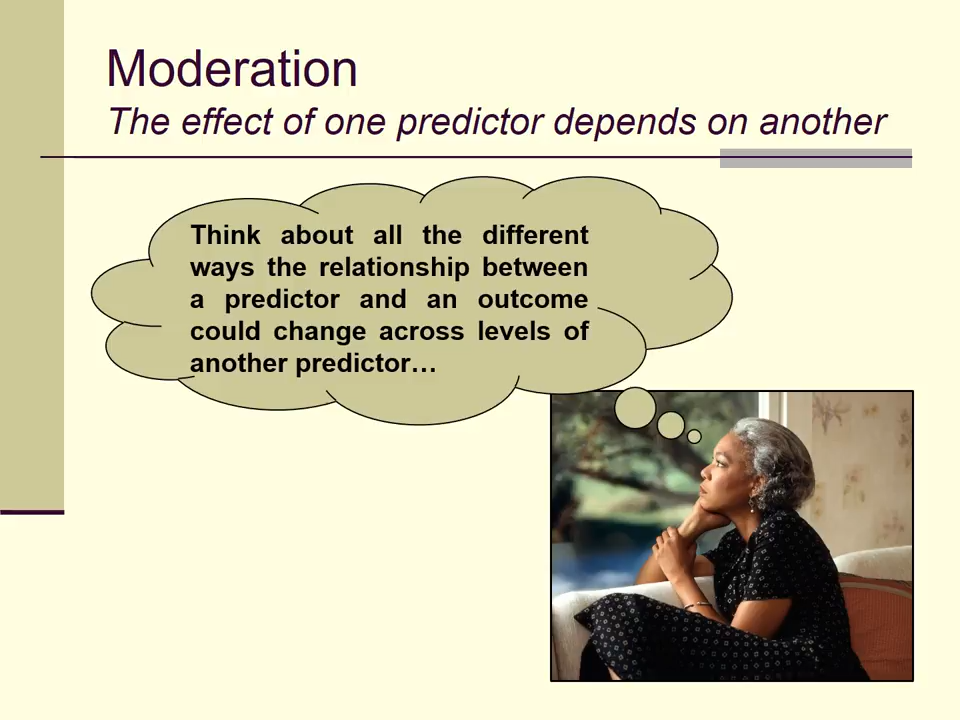 Moderation
The effect of one predictor depends on another
Think about all the different
ways the relationship between
a predictor and an outcome
could change across levels of
another predictor…